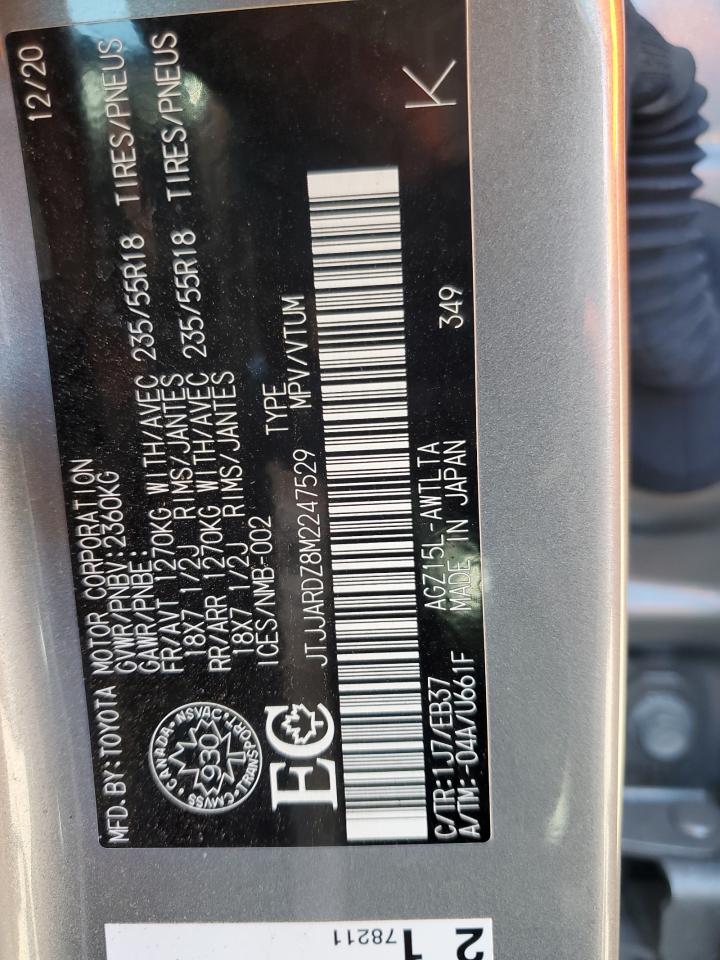 MFD. BY: TOYOTA MOTOR CORPORATION 12/20
GVWR/PNBV: 2360KG
GAWR/PNBE:
FR/AVT 1270KG WITH/AVEC 235/55R18 TIRES/PNEUS
18X7 1/2J RIMS/JANTES
RR/ARR 1270KG WITH/AVEC 235/55R18 TIRES/PNEUS
18X7 1/2J RIMS/JANTES
ICES/NMB-002
CANADA NSVAC
930
CMVSS TRANSPORT
EC
TYPE
JTJJARDZ8M2247529 MPV/VTUM
K
C/TR: 1J7/EB37 AGZ15L-AWTLTA
A/TM: -04A/U661F MADE IN JAPAN 349
78211